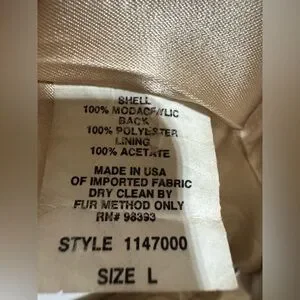 SHELL
100% MODACRYLIC
BACK
100% POLYESTER
LINING
100% ACETATE
MADE IN USA
OF IMPORTED FABRIC
DRY CLEAN BY
FUR METHOD ONLY
RN# 98393
STYLE 1147000
SIZE L